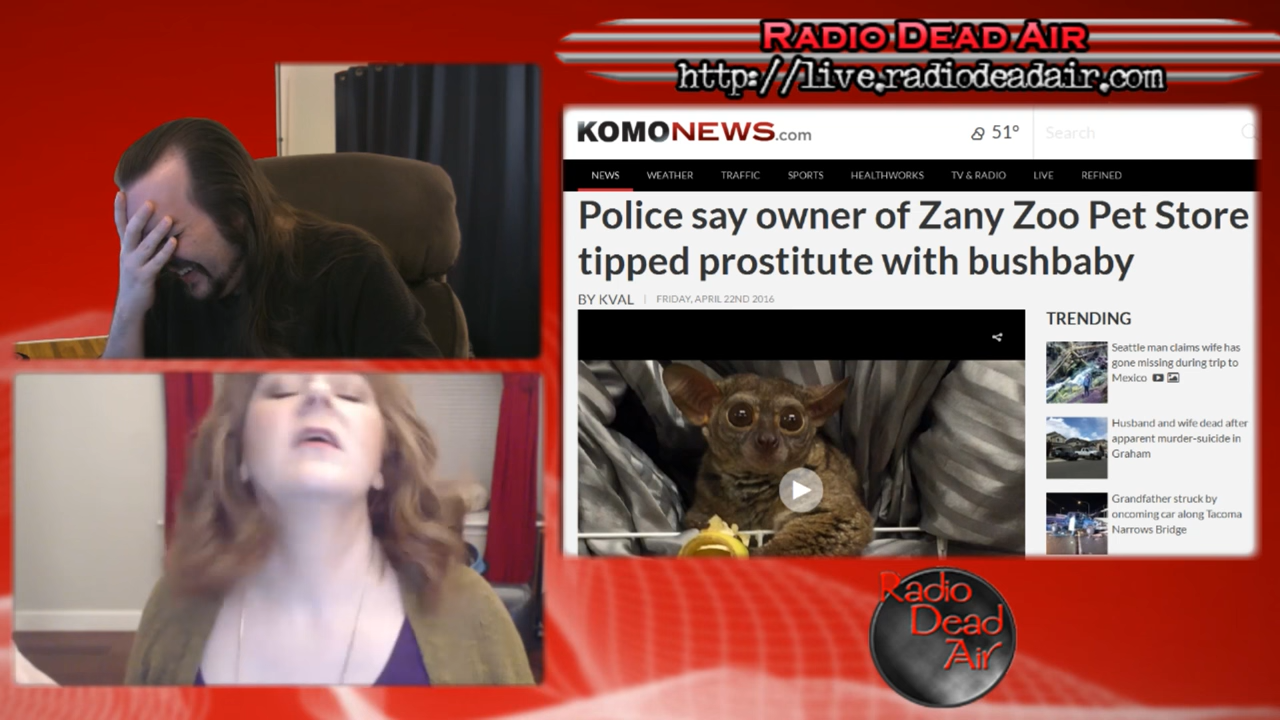 Radio Dead Air
http://live.radiodeadair.com
KOMONEWS.com
51°
Search
NEWS WEATHER TRAFFIC SPORTS HEALTHWORKS TV & RADIO LIVE REFINED
Police say owner of Zany Zoo Pet Store
tipped prostitute with bushbaby
BY KVAL | FRIDAY, APRIL 22ND 2016
TRENDING
Seattle man claims wife has
gone missing during trip to
Mexico
Husband and wife dead after
apparent murder-suicide in
Graham
Grandfather struck by
oncoming car along Tacoma
Narrows Bridge
Radio
Dead
Air